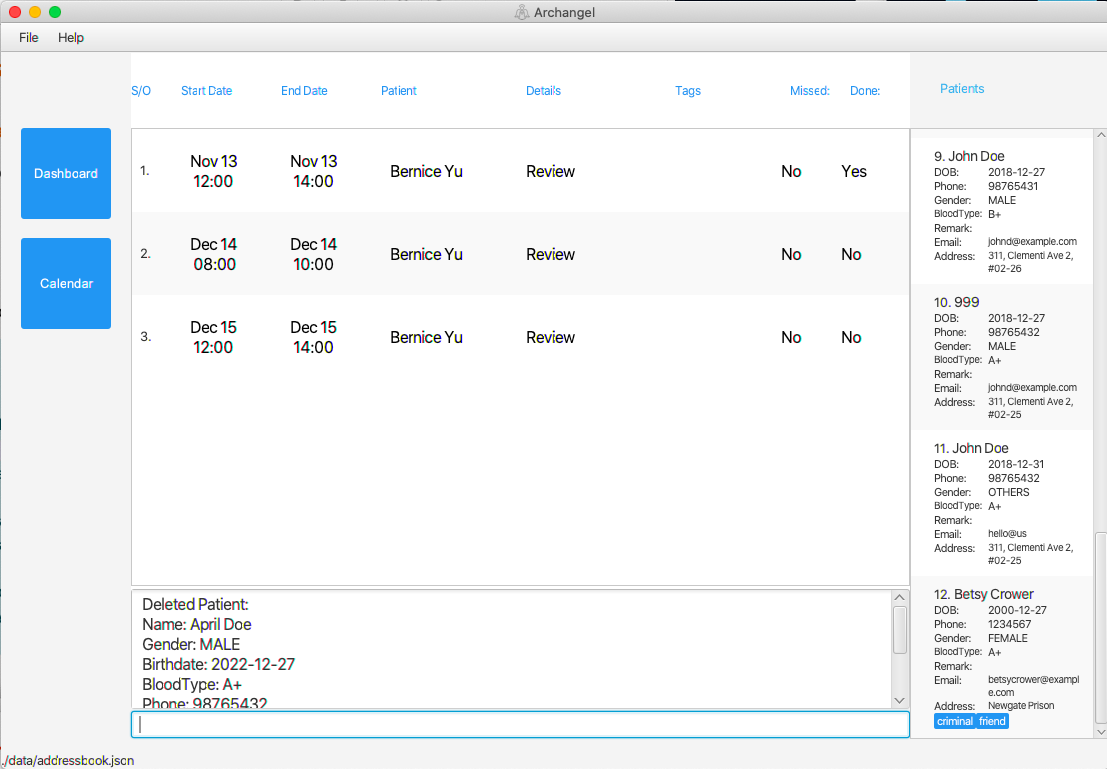 Archangel
File Help
S/O Start Date End Date Patient Details Tags Missed: Done: Patients
Dashboard
Calendar
1. Nov 13 12:00 Nov 13 14:00 Bernice Yu Review No Yes
2. Dec 14 08:00 Dec 14 10:00 Bernice Yu Review No No
3. Dec 15 12:00 Dec 15 14:00 Bernice Yu Review No No
Deleted Patient:
Name: April Doe
Gender: MALE
Birthdate: 2022-12-27
BloodType: A+
Phone: 98765432
9. John Doe
DOB: 2018-12-27
Phone: 98765431
Gender: MALE
BloodType: B+
Remark:
Email: johnd@example.com
Address: 311, Clementi Ave 2,
#02-26
10. 999
DOB: 2018-12-27
Phone: 98765432
Gender: MALE
BloodType: A+
Remark:
Email: johnd@example.com
Address: 311, Clementi Ave 2,
#02-25
11. John Doe
DOB: 2018-12-31
Phone: 98765432
Gender: OTHERS
BloodType: A+
Remark:
Email: hello@us
Address: 311, Clementi Ave 2,
#02-25
12. Betsy Crower
DOB: 2000-12-27
Phone: 1234567
Gender: FEMALE
BloodType: A+
Remark:
Email: betsycrower@exampl
e.com
Address: Newgate Prison
criminal friend
./data/addressbook.json